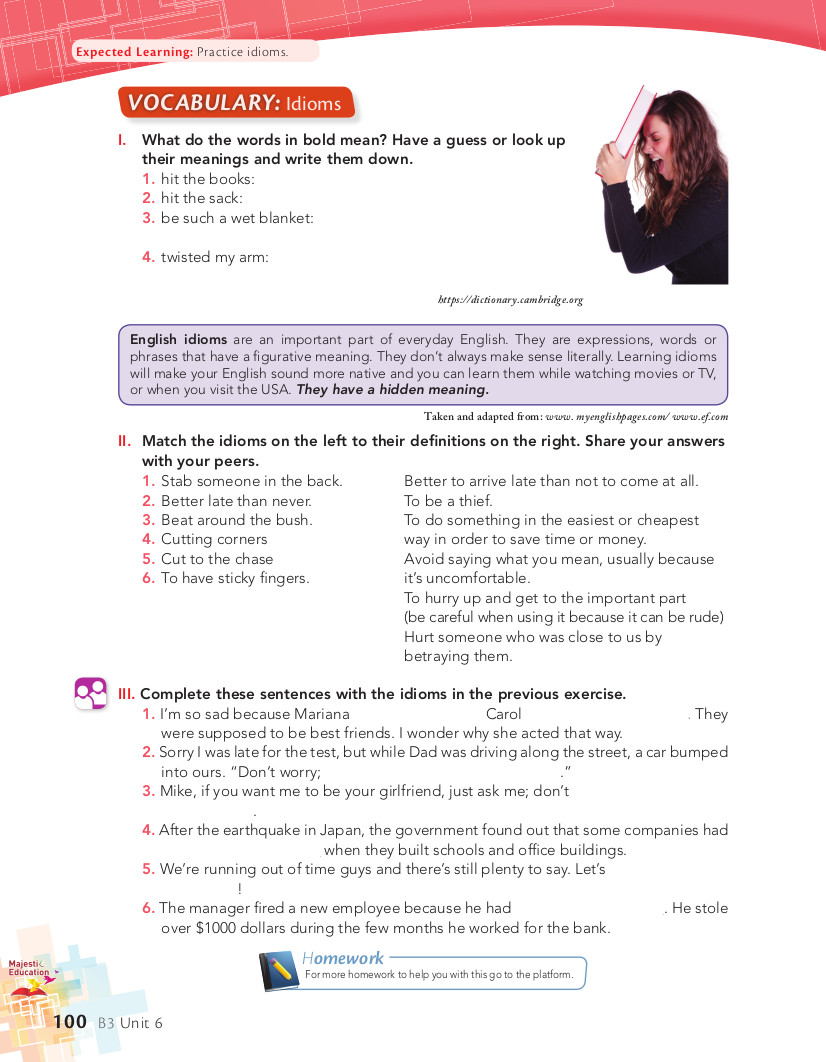 Expected Learning: Practice idioms.
VOCABULARY: Idioms
I. What do the words in bold mean? Have a guess or look up
their meanings and write them down.
1. hit the books:
2. hit the sack:
3. be such a wet blanket:
4. twisted my arm:
https://dictionary.cambridge.org
English idioms are an important part of everyday English. They are expressions, words or
phrases that have a figurative meaning. They don't always make sense literally. Learning idioms
will make your English sound more native and you can learn them while watching movies or TV,
or when you visit the USA. They have a hidden meaning.
Taken and adapted from: www. myenglishpages.com/ www.ef.com
II. Match the idioms on the left to their definitions on the right. Share your answers
with your peers.
1. Stab someone in the back.
2. Better late than never.
3. Beat around the bush.
4. Cutting corners
5. Cut to the chase
6. To have sticky fingers.
Better to arrive late than not to come at all.
To be a thief.
To do something in the easiest or cheapest
way in order to save time or money.
Avoid saying what you mean, usually because
it's uncomfortable.
To hurry up and get to the important part
(be careful when using it because it can be rude)
Hurt someone who was close to us by
betraying them.
III. Complete these sentences with the idioms in the previous exercise.
1. I'm so sad because Mariana Carol . They
were supposed to be best friends. I wonder why she acted that way.
2. Sorry I was late for the test, but while Dad was driving along the street, a car bumped
into ours. “Don't worry; .”
3. Mike, if you want me to be your girlfriend, just ask me; don't
.
4. After the earthquake in Japan, the government found out that some companies had
when they built schools and office buildings.
5. We're running out of time guys and there's still plenty to say. Let's
!
6. The manager fired a new employee because he had . He stole
over $1000 dollars during the few months he worked for the bank.
Homework
For more homework to help you with this go to the platform.
Majestic
Education
100 B3 Unit 6